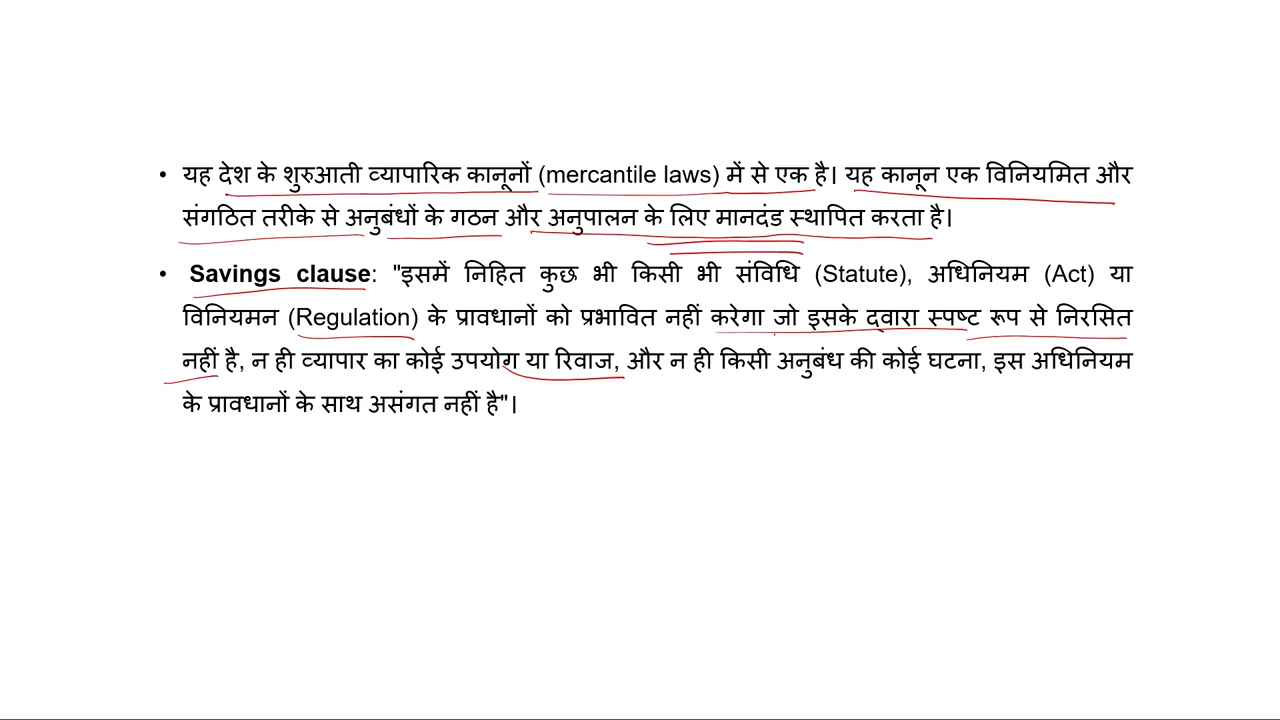 • यह देश के शुरुआती व्यापारिक कानूनों (mercantile laws) में से एक है। यह कानून एक विनियमित और
संगठित तरीके से अनुबंधों के गठन और अनुपालन के लिए मानदंड स्थापित करता है।
• Savings clause: "इसमें निहित कुछ भी किसी भी संविधि (Statute), अधिनियम (Act) या
विनियमन (Regulation) के प्रावधानों को प्रभावित नहीं करेगा जो इसके द्वारा स्पष्ट रूप से निरसित
नहीं है, न ही व्यापार का कोई उपयोग या रिवाज, और न ही किसी अनुबंध की कोई घटना, इस अधिनियम
के प्रावधानों के साथ असंगत नहीं है"।